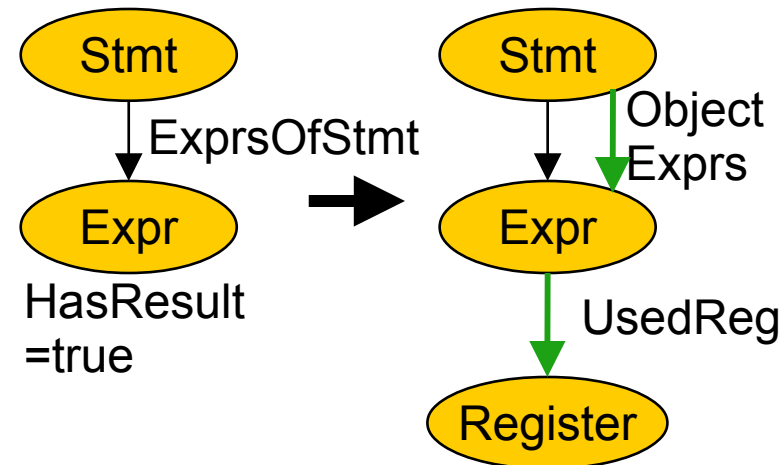 Stmt
ExprsOfStmt
Expr
HasResult
=true
Stmt
Object
Exprs
Expr
UsedReg
Register